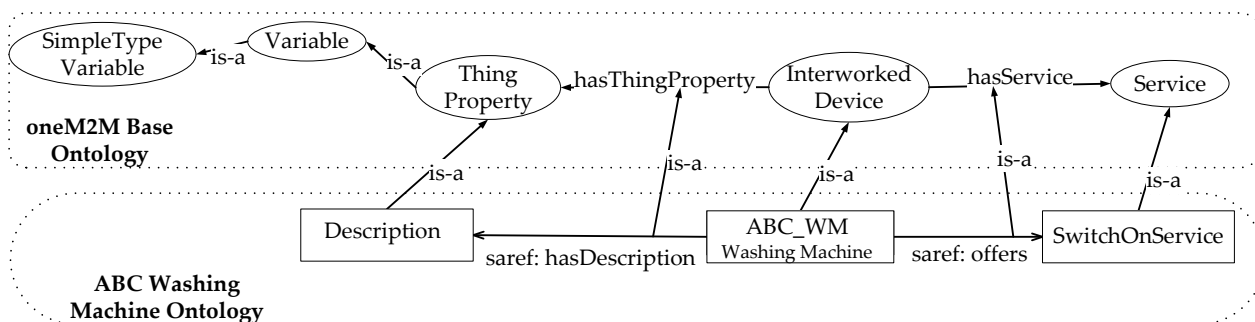 SimpleType
Variable
is-a
Variable
is-a
Thing
Property
hasThingProperty
Interworked
Device
hasService
Service
oneM2M Base
Ontology
is-a
is-a
is-a
is-a
is-a
Description
saref: hasDescription
ABC_WM
Washing Machine
saref: offers
SwitchOnService
ABC Washing
Machine Ontology